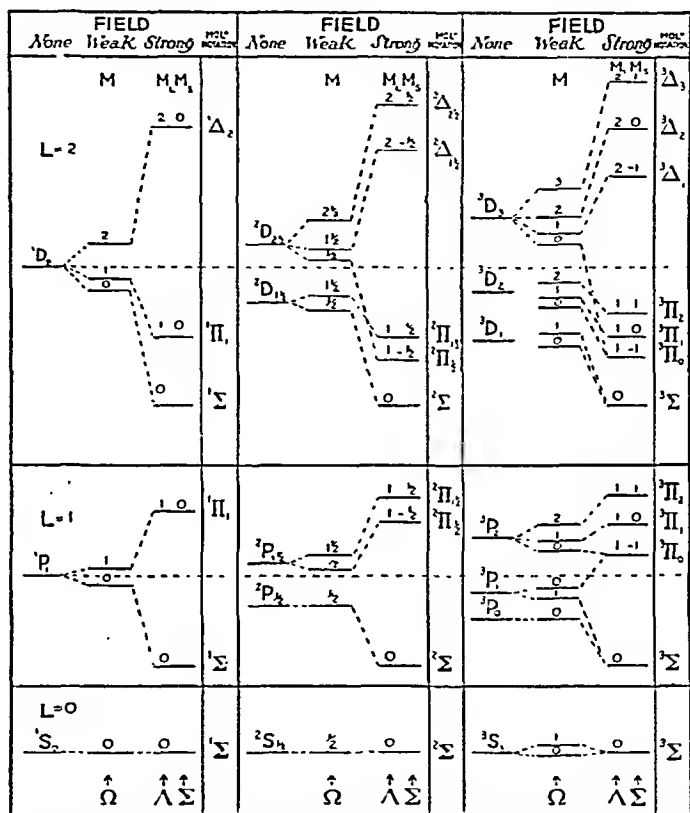 FIELD FIELD FIELD
None Weak Strong MOLᴿ NOTATION None Weak Strong MOLᴿ NOTATION None Weak Strong MOLᴿ NOTATION
M M_L M_S M M_L M_S M M_L M_S
L=2
2 0 ¹Δ₂
2
¹D₂
1
0
1 0 ¹Π₁
0 ¹Σ
2 ½ ²Δ₂½
2 -½ ²Δ₁½
2½
²D₂½ 1½
½
²D₁½ 1½
½
1 ½ ²Π₁½
1 -½ ²Π½
0 ²Σ
2 1 ³Δ₃
2 0 ³Δ₂
2 -1 ³Δ₁
3
³D₃ 2
1
0
³D₂ 2
1
0
³D₁ 1
0
1 1 ³Π₂
1 0 ³Π₁
1 -1 ³Π₀
0 ³Σ
L=1
1 0 ¹Π₁
¹P₁ 1
0
0 ¹Σ
1 ½ ²Π₁½
1 -½ ²Π½
²P₁½ 1½
½
²P½ ½
0 ²Σ
1 1 ³Π₂
1 0 ³Π₁
1 -1 ³Π₀
³P₂ 2
1
0
³P₁ 0
1
³P₀ 0
0 ³Σ
L=0
¹S₀ 0 0 ¹Σ
²S½ ½ 0 ²Σ
³S₁ 1 0 ³Σ
0
↑ ↑ ↑ ↑ ↑ ↑ ↑ ↑ ↑
Ω Λ Σ Ω Λ Σ Ω Λ Σ